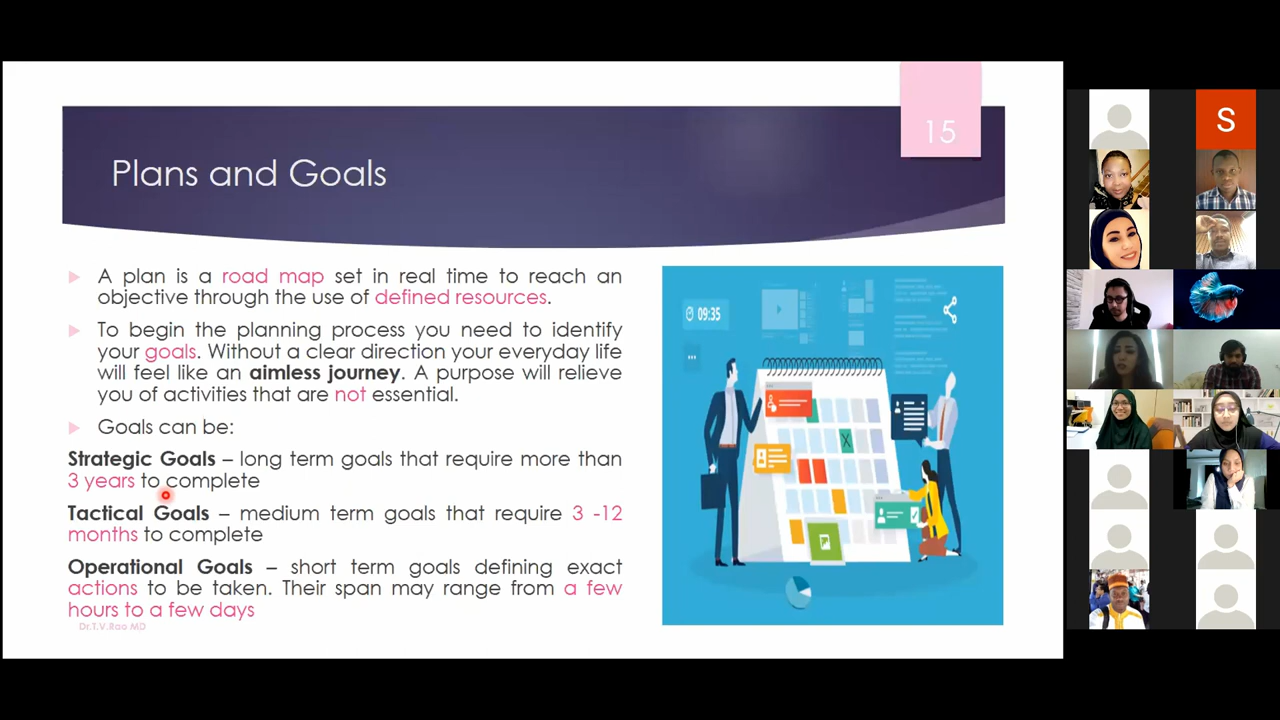 15
Plans and Goals
A plan is a road map set in real time to reach an
objective through the use of defined resources.
To begin the planning process you need to identify
your goals. Without a clear direction your everyday life
will feel like an aimless journey. A purpose will relieve
you of activities that are not essential.
Goals can be:
Strategic Goals – long term goals that require more than
3 years to complete
Tactical Goals – medium term goals that require 3 -12
months to complete
Operational Goals – short term goals defining exact
actions to be taken. Their span may range from a few
hours to a few days
Dr.T.V.Rao MD
09:35
S